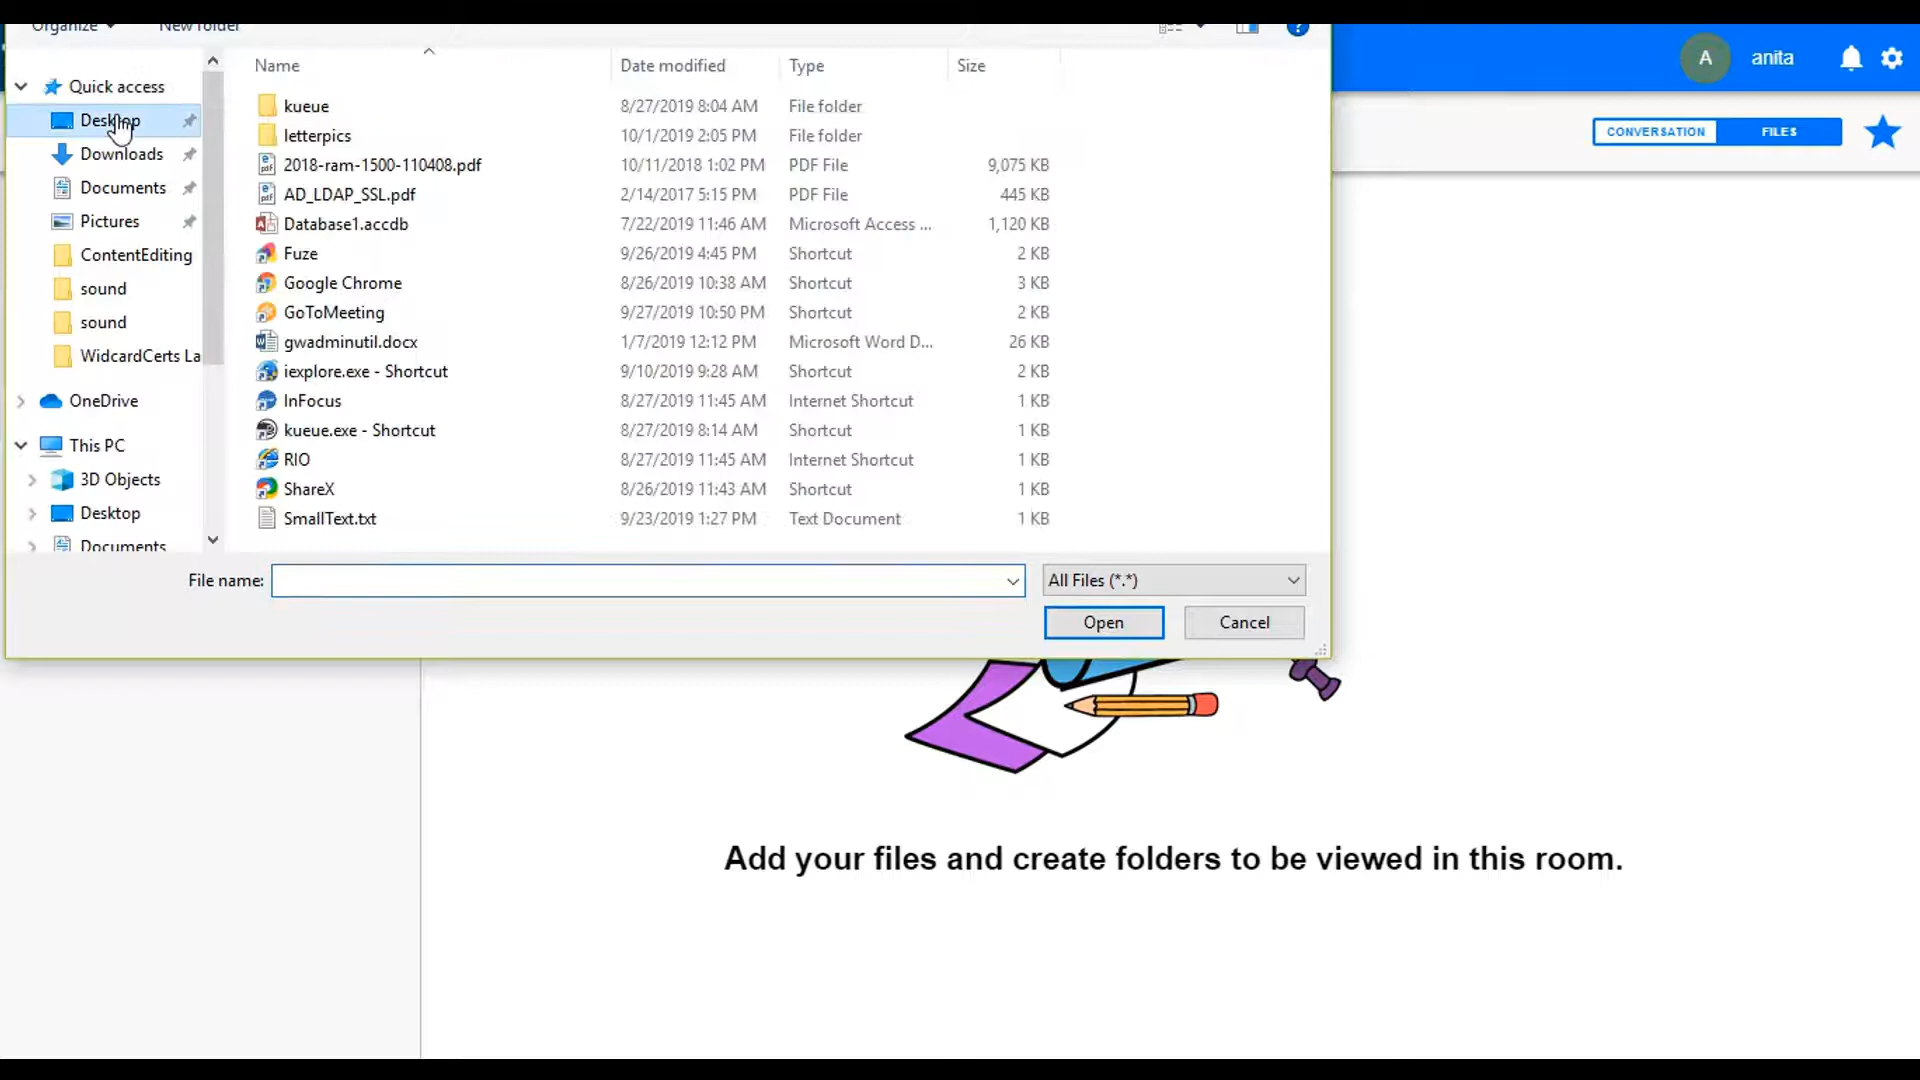 Organize New folder
A anita
Name Date modified Type Size
CONVERSATION FILES
Quick access
Desktop
Downloads
Documents
Pictures
ContentEditing
sound
sound
WidcardCerts La
OneDrive
This PC
3D Objects
Desktop
Documents
kueue 8/27/2019 8:04 AM File folder
letterpics 10/1/2019 2:05 PM File folder
2018-ram-1500-110408.pdf 10/11/2018 1:02 PM PDF File 9,075 KB
AD_LDAP_SSL.pdf 2/14/2017 5:15 PM PDF File 445 KB
Database1.accdb 7/22/2019 11:46 AM Microsoft Access ... 1,120 KB
Fuze 9/26/2019 4:45 PM Shortcut 2 KB
Google Chrome 8/26/2019 10:38 AM Shortcut 3 KB
GoToMeeting 9/27/2019 10:50 PM Shortcut 2 KB
gwadminutil.docx 1/7/2019 12:12 PM Microsoft Word D... 26 KB
iexplore.exe - Shortcut 9/10/2019 9:28 AM Shortcut 2 KB
InFocus 8/27/2019 11:45 AM Internet Shortcut 1 KB
kueue.exe - Shortcut 8/27/2019 8:14 AM Shortcut 1 KB
RIO 8/27/2019 11:45 AM Internet Shortcut 1 KB
ShareX 8/26/2019 11:43 AM Shortcut 1 KB
SmallText.txt 9/23/2019 1:27 PM Text Document 1 KB
File name: All Files (*.*)
Open Cancel
Add your files and create folders to be viewed in this room.